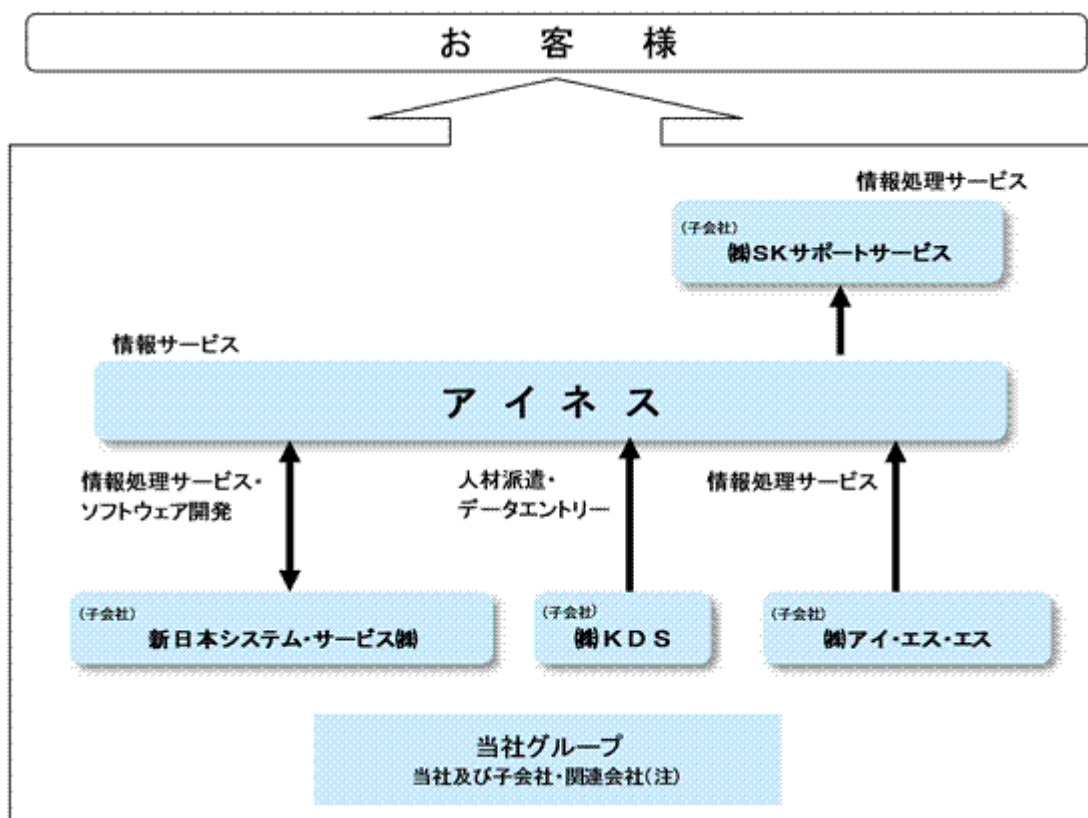 お 客 様
情報処理サービス
(子会社)
㈱SKサポートサービス
情報サービス
ア イ ネ ス
情報処理サービス・
ソフトウェア開発
人材派遣・
データエントリー
情報処理サービス
(子会社)
新日本システム・サービス㈱
(子会社)
㈱KDS
(子会社)
㈱アイ・エス・エス
当社グループ
当社及び子会社・関連会社(注)